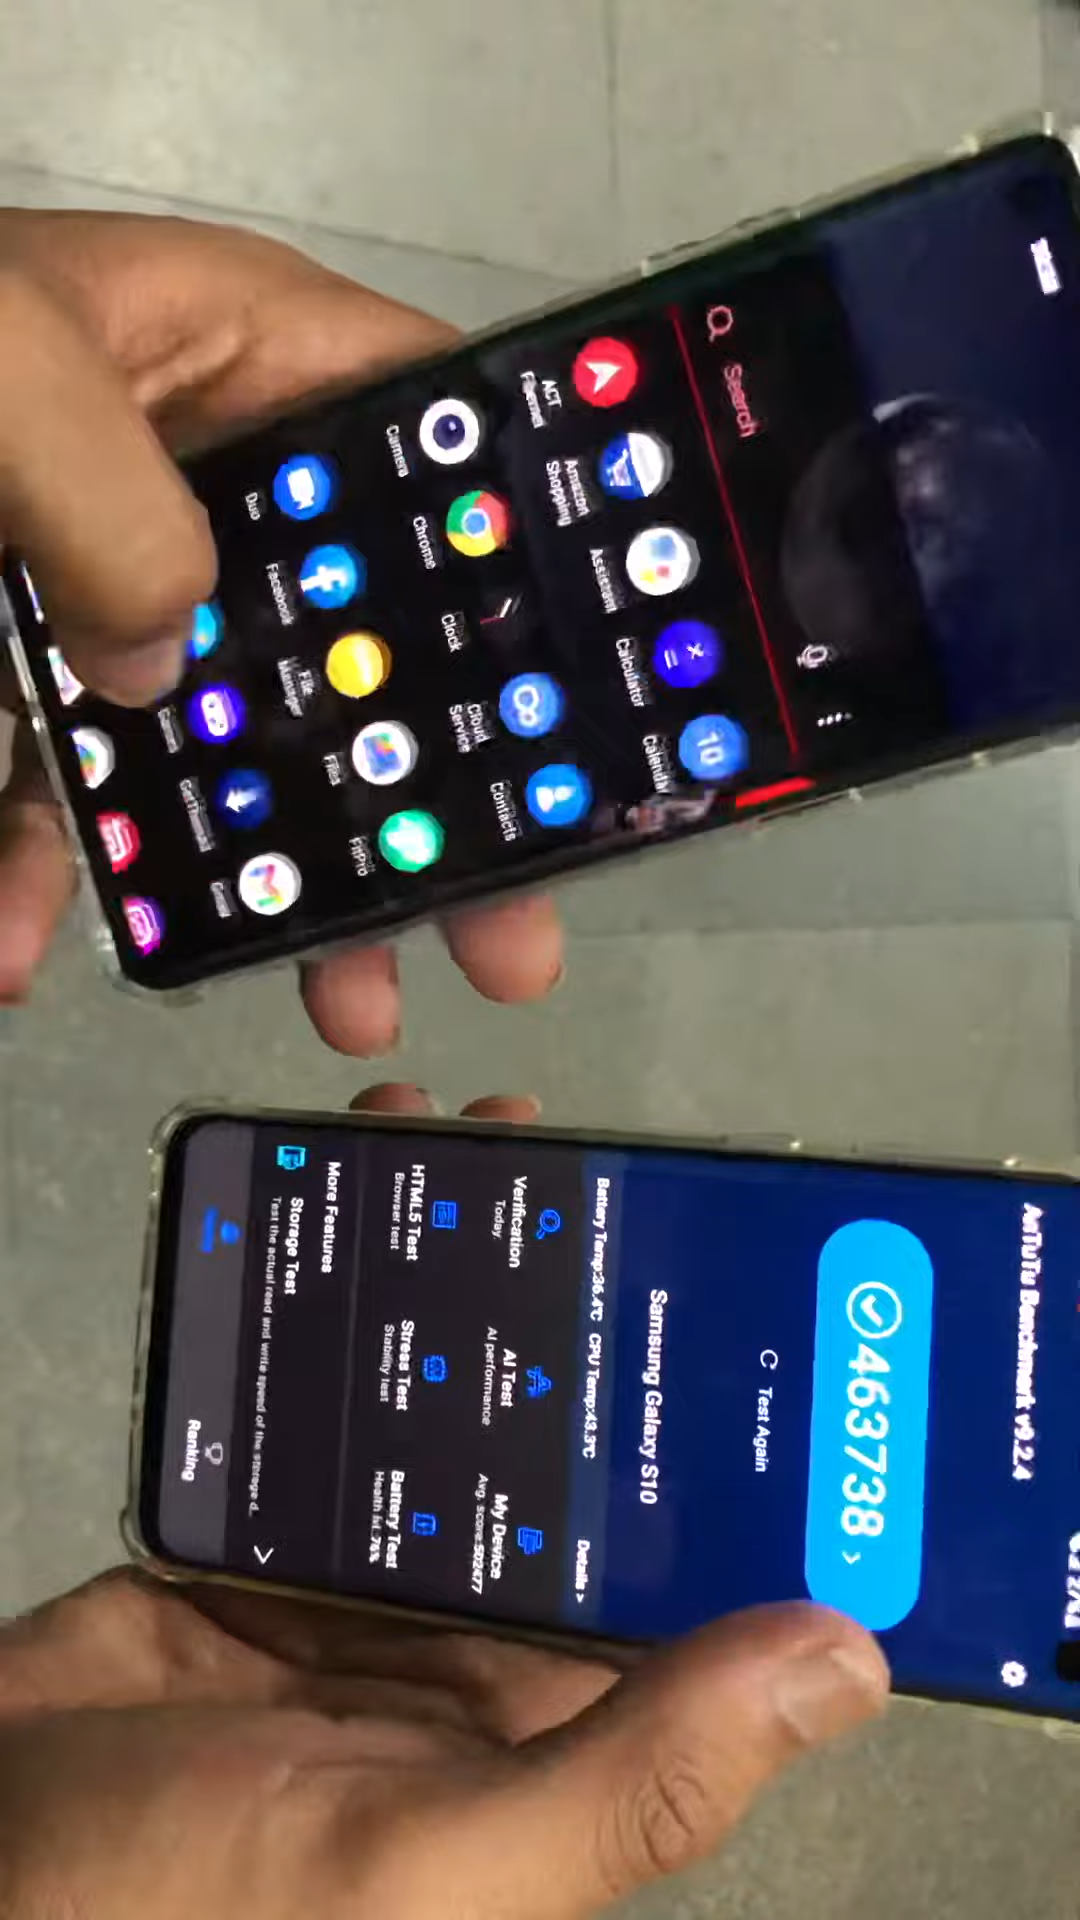 Search
ACT
Fibernet
Amazon
Shopping
Assistant
Calculator
10
Calendar
Camera
Chrome
Clock
Cloud
Service
Contacts
Duo
Facebook
File
Manager
Files
FitPro
Gmail
AnTuTu Benchmark v9.2.4
463738 >
Test Again
Samsung Galaxy S10
Battery Temp:36.4℃ CPU Temp:43.3℃ Details >
Verification
Today.
AI Test
AI performance
My Device
Avg. score:502477
HTML5 Test
Browser test
Stress Test
Stability test
Battery Test
Health lvl:76%
More Features
Storage Test
Test the actual read and write speed of the storage d..
Ranking